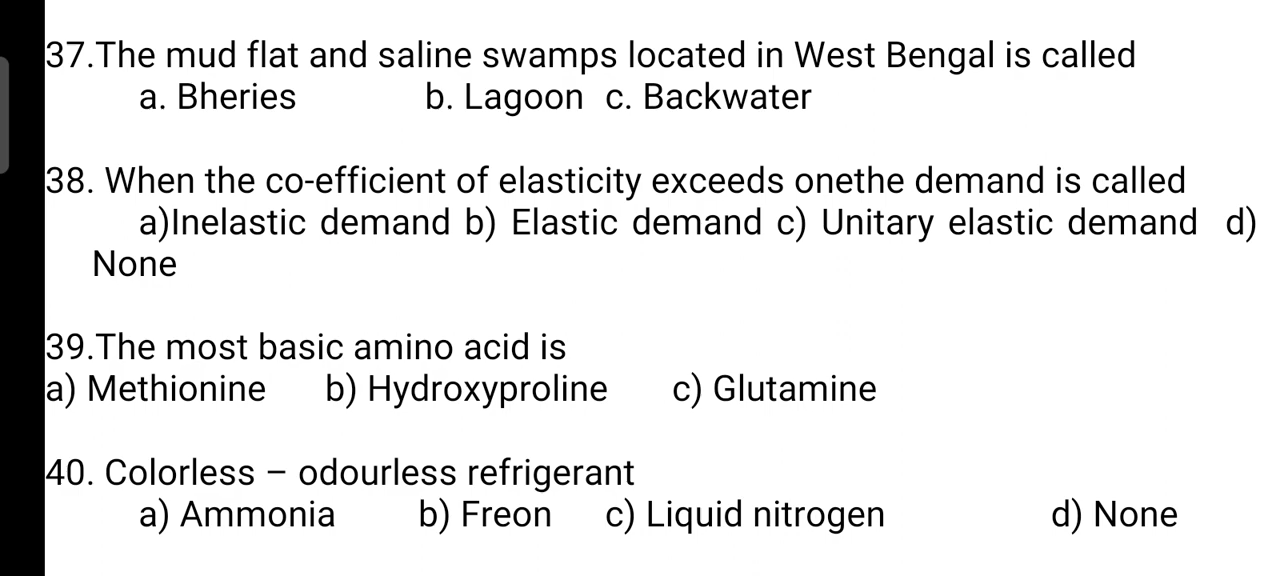 37.The mud flat and saline swamps located in West Bengal is called
a. Bheries b. Lagoon c. Backwater
38. When the co-efficient of elasticity exceeds onethe demand is called
a)Inelastic demand b) Elastic demand c) Unitary elastic demand d)
None
39.The most basic amino acid is
a) Methionine b) Hydroxyproline c) Glutamine
40. Colorless – odourless refrigerant
a) Ammonia b) Freon c) Liquid nitrogen d) None